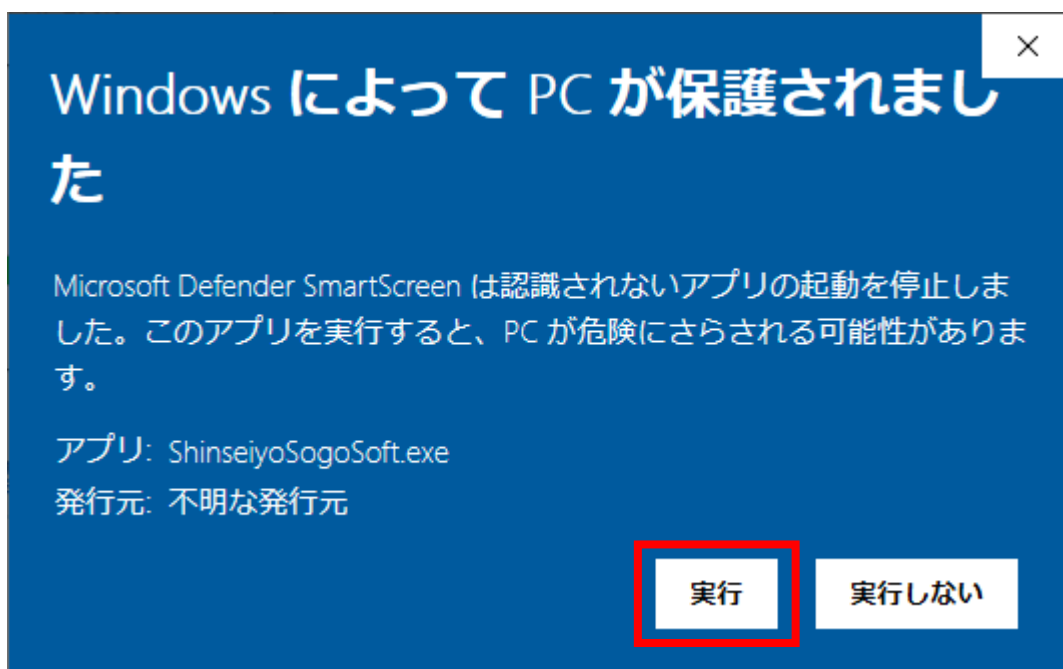 Windows によって PC が保護されまし
た
Microsoft Defender SmartScreen は認識されないアプリの起動を停止しま
した。このアプリを実行すると、PC が危険にさらされる可能性がありま
す。
アプリ: ShinseiyoSogoSoft.exe
発行元: 不明な発行元
実行 実行しない